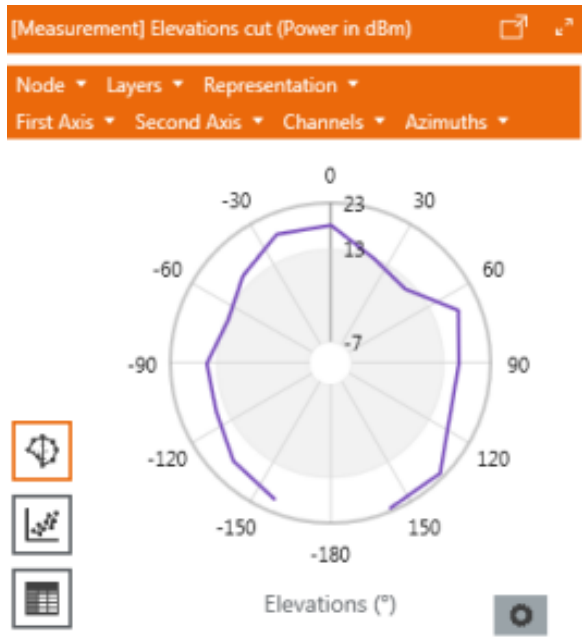 [Measurement] Elevations cut (Power in dBm)
Node Layers Representation
First Axis Second Axis Channels Azimuths
0
-30 23 30
13
-60 60
-7
-90 90
-120 120
-150 150
-180
Elevations (°)